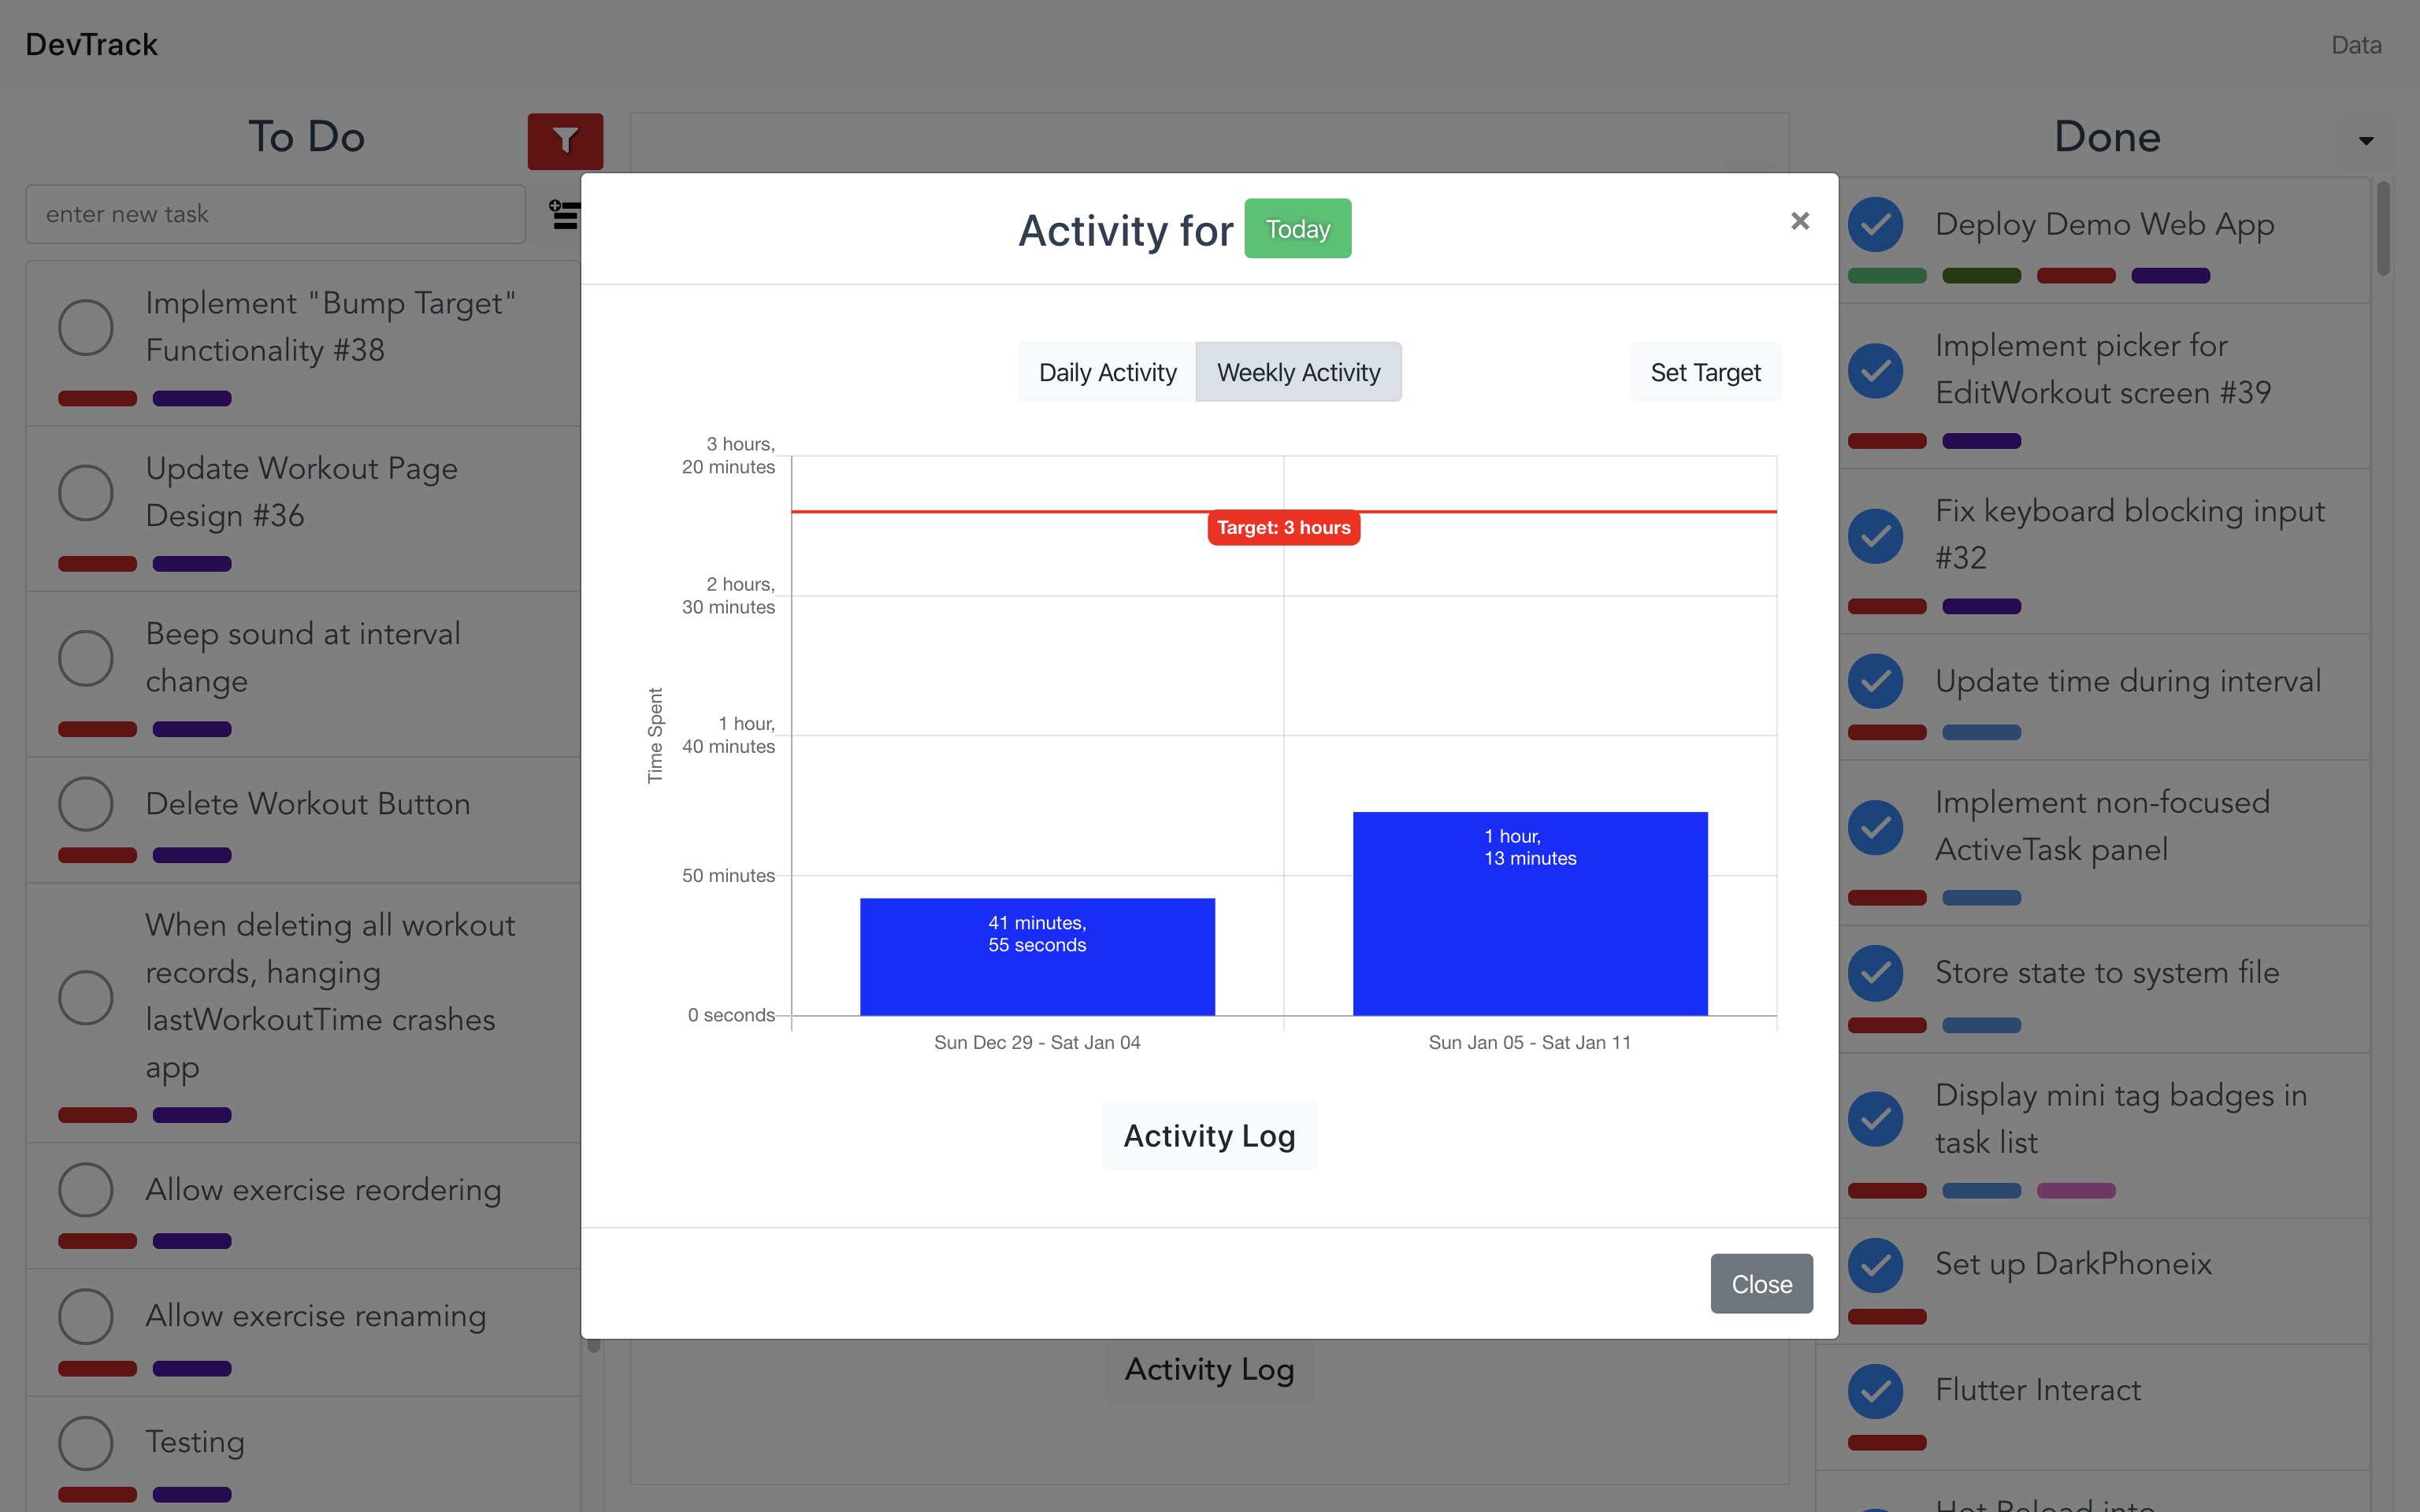 DevTrack
Data
To Do
enter new task
Implement "Bump Target"
Functionality #38
Update Workout Page
Design #36
Beep sound at interval
change
Delete Workout Button
When deleting all workout
records, hanging
lastWorkoutTime crashes
app
Allow exercise reordering
Allow exercise renaming
Testing
Activity for Today
×
Daily Activity
Weekly Activity
Set Target
3 hours,
20 minutes
Target: 3 hours
2 hours,
30 minutes
1 hour,
40 minutes
50 minutes
0 seconds
Time Spent
41 minutes,
55 seconds
1 hour,
13 minutes
Sun Dec 29 - Sat Jan 04
Sun Jan 05 - Sat Jan 11
Activity Log
Close
Activity Log
Done
Deploy Demo Web App
Implement picker for
EditWorkout screen #39
Fix keyboard blocking input
#32
Update time during interval
Implement non-focused
ActiveTask panel
Store state to system file
Display mini tag badges in
task list
Set up DarkPhoneix
Flutter Interact
Hot Reload into